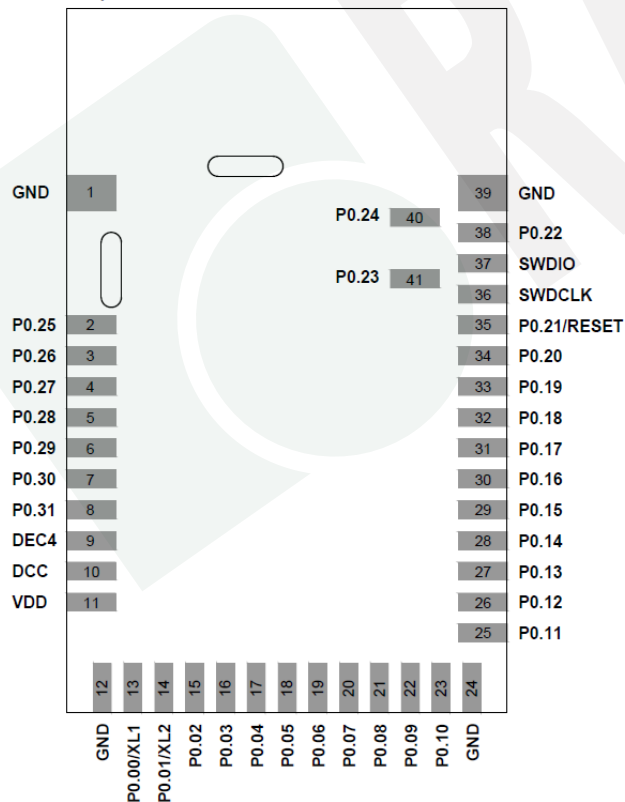 GND 1 39 GND
P0.24 40
38 P0.22
37 SWDIO
P0.23 41
36 SWDCLK
P0.25 2 35 P0.21/RESET
P0.26 3 34 P0.20
P0.27 4 33 P0.19
P0.28 5 32 P0.18
P0.29 6 31 P0.17
P0.30 7 30 P0.16
P0.31 8 29 P0.15
DEC4 9 28 P0.14
DCC 10 27 P0.13
VDD 11 26 P0.12
25 P0.11
12 13 14 15 16 17 18 19 20 21 22 23 24
GND P0.00/XL1 P0.01/XL2 P0.02 P0.03 P0.04 P0.05 P0.06 P0.07 P0.08 P0.09 P0.10 GND